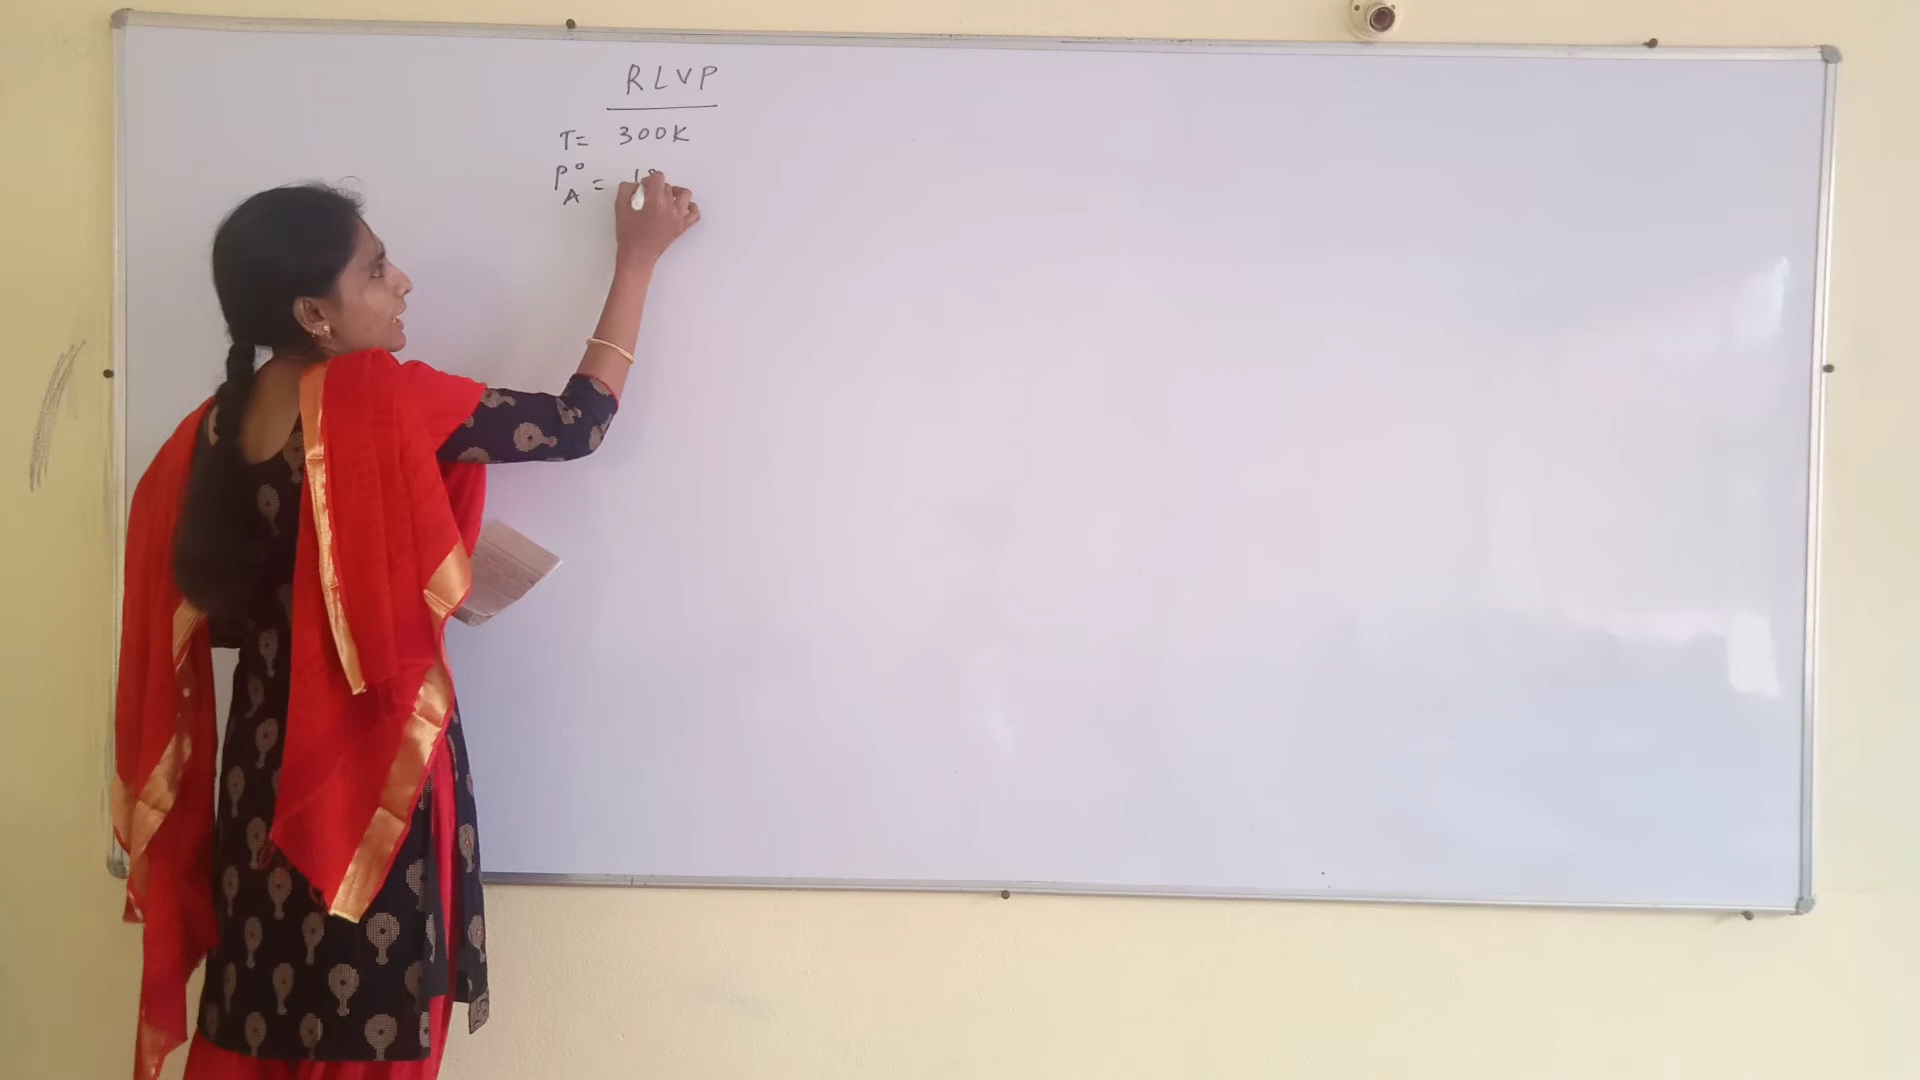 RLVP
T= 300K
P°A =